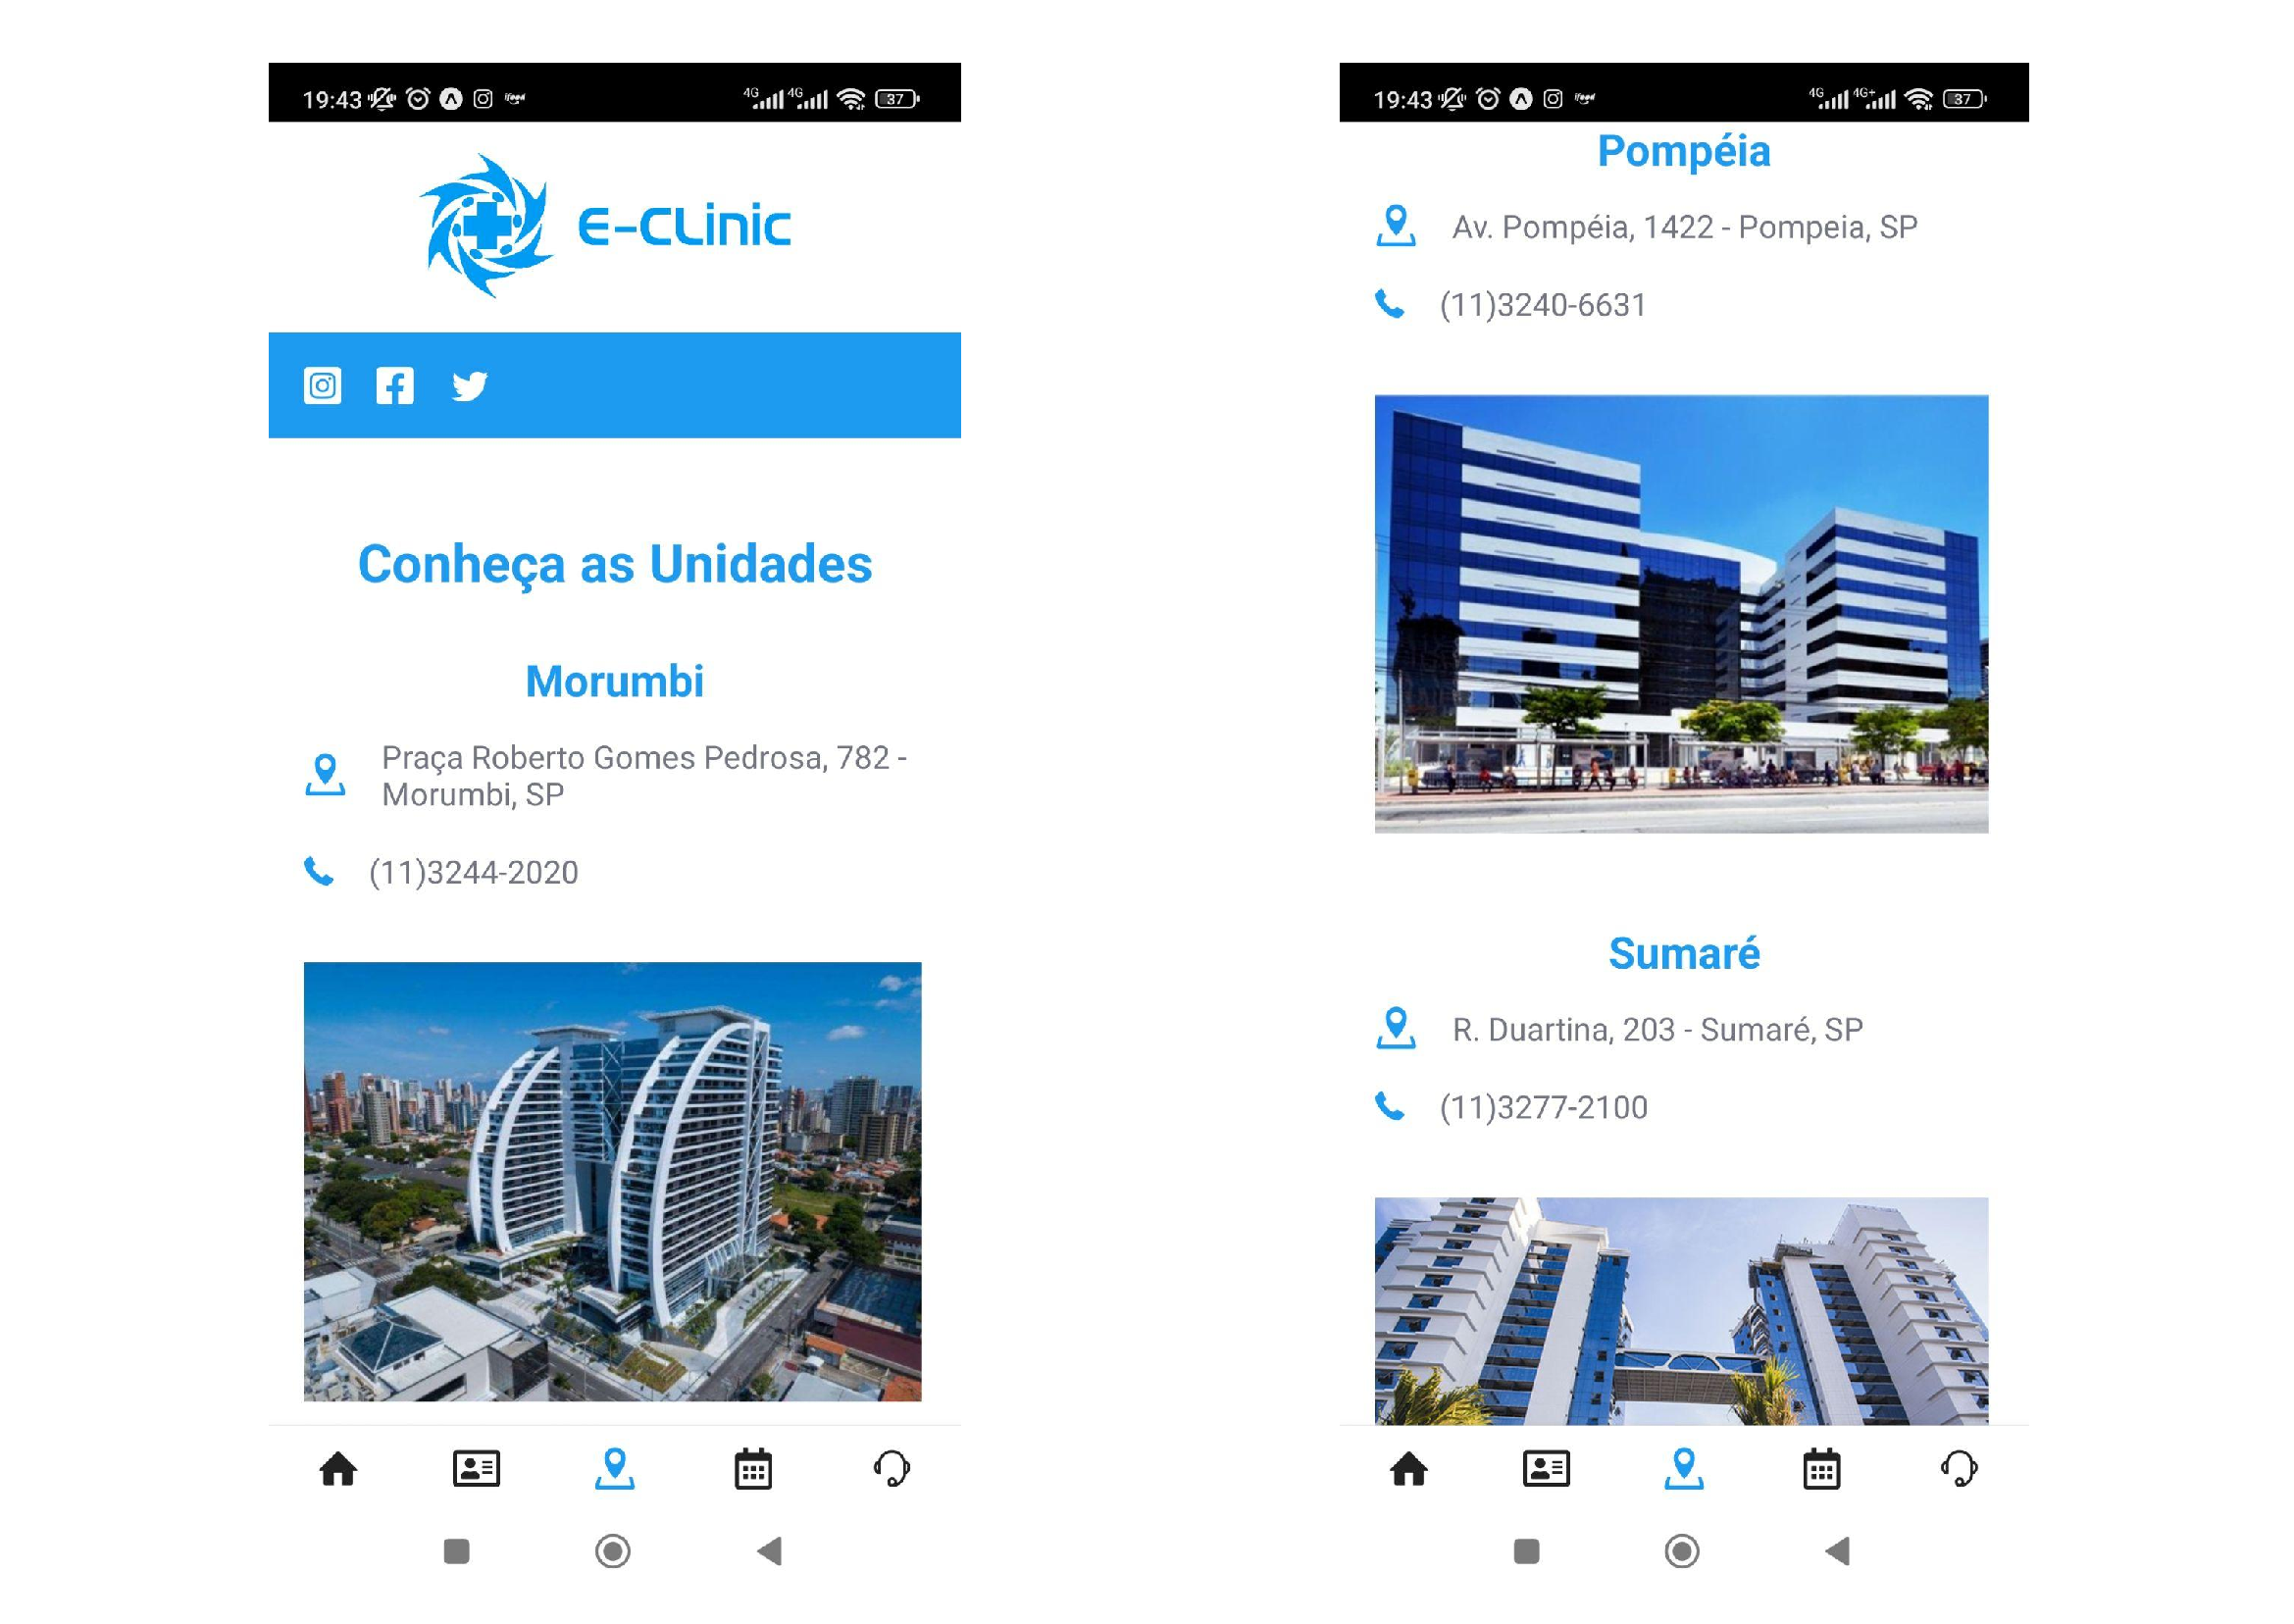 19:43
4G 4G 37
E-CLinic
Conheça as Unidades
Morumbi
Praça Roberto Gomes Pedrosa, 782 -
Morumbi, SP
(11)3244-2020
19:43
4G 4G+ 37
Pompéia
Av. Pompéia, 1422 - Pompeia, SP
(11)3240-6631
Sumaré
R. Duartina, 203 - Sumaré, SP
(11)3277-2100